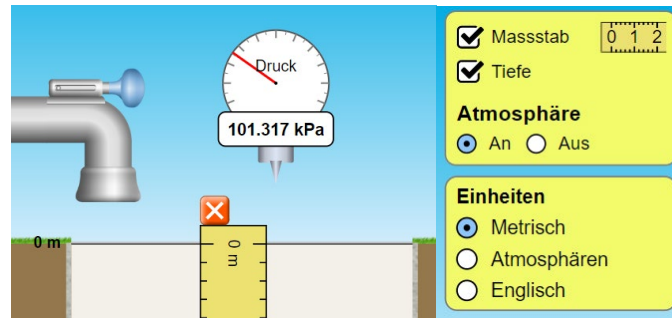 Druck
101.317 kPa
0 m
0 m
Massstab
0 1 2
Tiefe
Atmosphäre
An
Aus
Einheiten
Metrisch
Atmosphären
Englisch